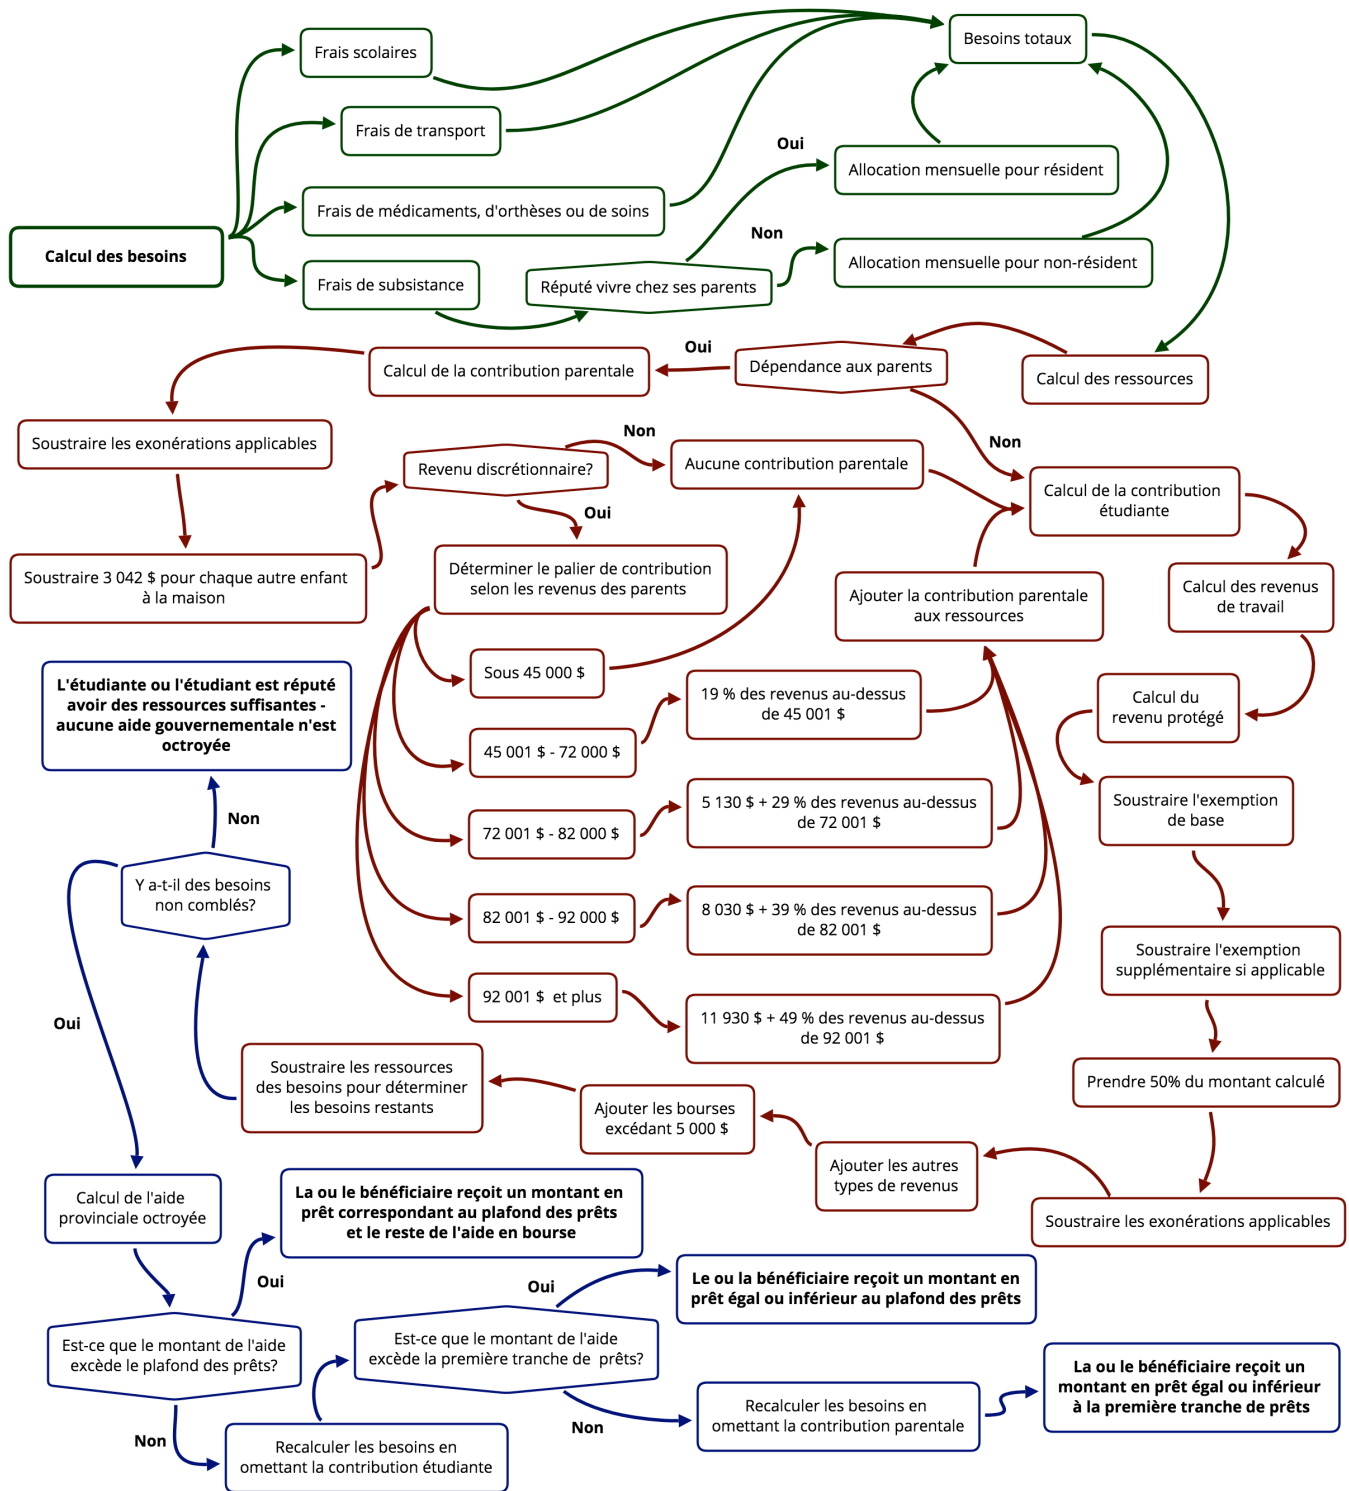 Frais scolaires
Besoins totaux
Frais de transport
Oui
Allocation mensuelle pour résident
Frais de médicaments, d'orthèses ou de soins
Non
Calcul des besoins
Allocation mensuelle pour non-résident
Frais de subsistance
Réputé vivre chez ses parents
Oui
Calcul de la contribution parentale
Dépendance aux parents
Calcul des ressources
Soustraire les exonérations applicables
Non
Non
Revenu discrétionnaire?
Aucune contribution parentale
Calcul de la contribution
étudiante
Oui
Soustraire 3 042 $ pour chaque autre enfant
à la maison
Déterminer le palier de contribution
selon les revenus des parents
Ajouter la contribution parentale
aux ressources
Calcul des revenus
de travail
Sous 45 000 $
L'étudiante ou l'étudiant est réputé
avoir des ressources suffisantes -
aucune aide gouvernementale n'est
octroyée
19 % des revenus au-dessus
de 45 001 $
Calcul du
revenu protégé
45 001 $ - 72 000 $
5 130 $ + 29 % des revenus au-dessus
de 72 001 $
Soustraire l'exemption
de base
Non
72 001 $ - 82 000 $
Y a-t-il des besoins
non comblés?
82 001 $ - 92 000 $
8 030 $ + 39 % des revenus au-dessus
de 82 001 $
Soustraire l'exemption
supplémentaire si applicable
92 001 $ et plus
Oui
11 930 $ + 49 % des revenus au-dessus
de 92 001 $
Soustraire les ressources
des besoins pour déterminer
les besoins restants
Prendre 50% du montant calculé
Ajouter les bourses
excédant 5 000 $
Ajouter les autres
types de revenus
Calcul de l'aide
provinciale octroyée
La ou le bénéficiaire reçoit un montant en
prêt correspondant au plafond des prêts
et le reste de l'aide en bourse
Soustraire les exonérations applicables
Oui
Oui
Le ou la bénéficiaire reçoit un montant en
prêt égal ou inférieur au plafond des prêts
Est-ce que le montant de l'aide
excède le plafond des prêts?
Est-ce que le montant de l'aide
excède la première tranche de prêts?
La ou le bénéficiaire reçoit un
montant en prêt égal ou inférieur
à la première tranche de prêts
Non
Non
Recalculer les besoins en
omettant la contribution parentale
Recalculer les besoins en
omettant la contribution étudiante